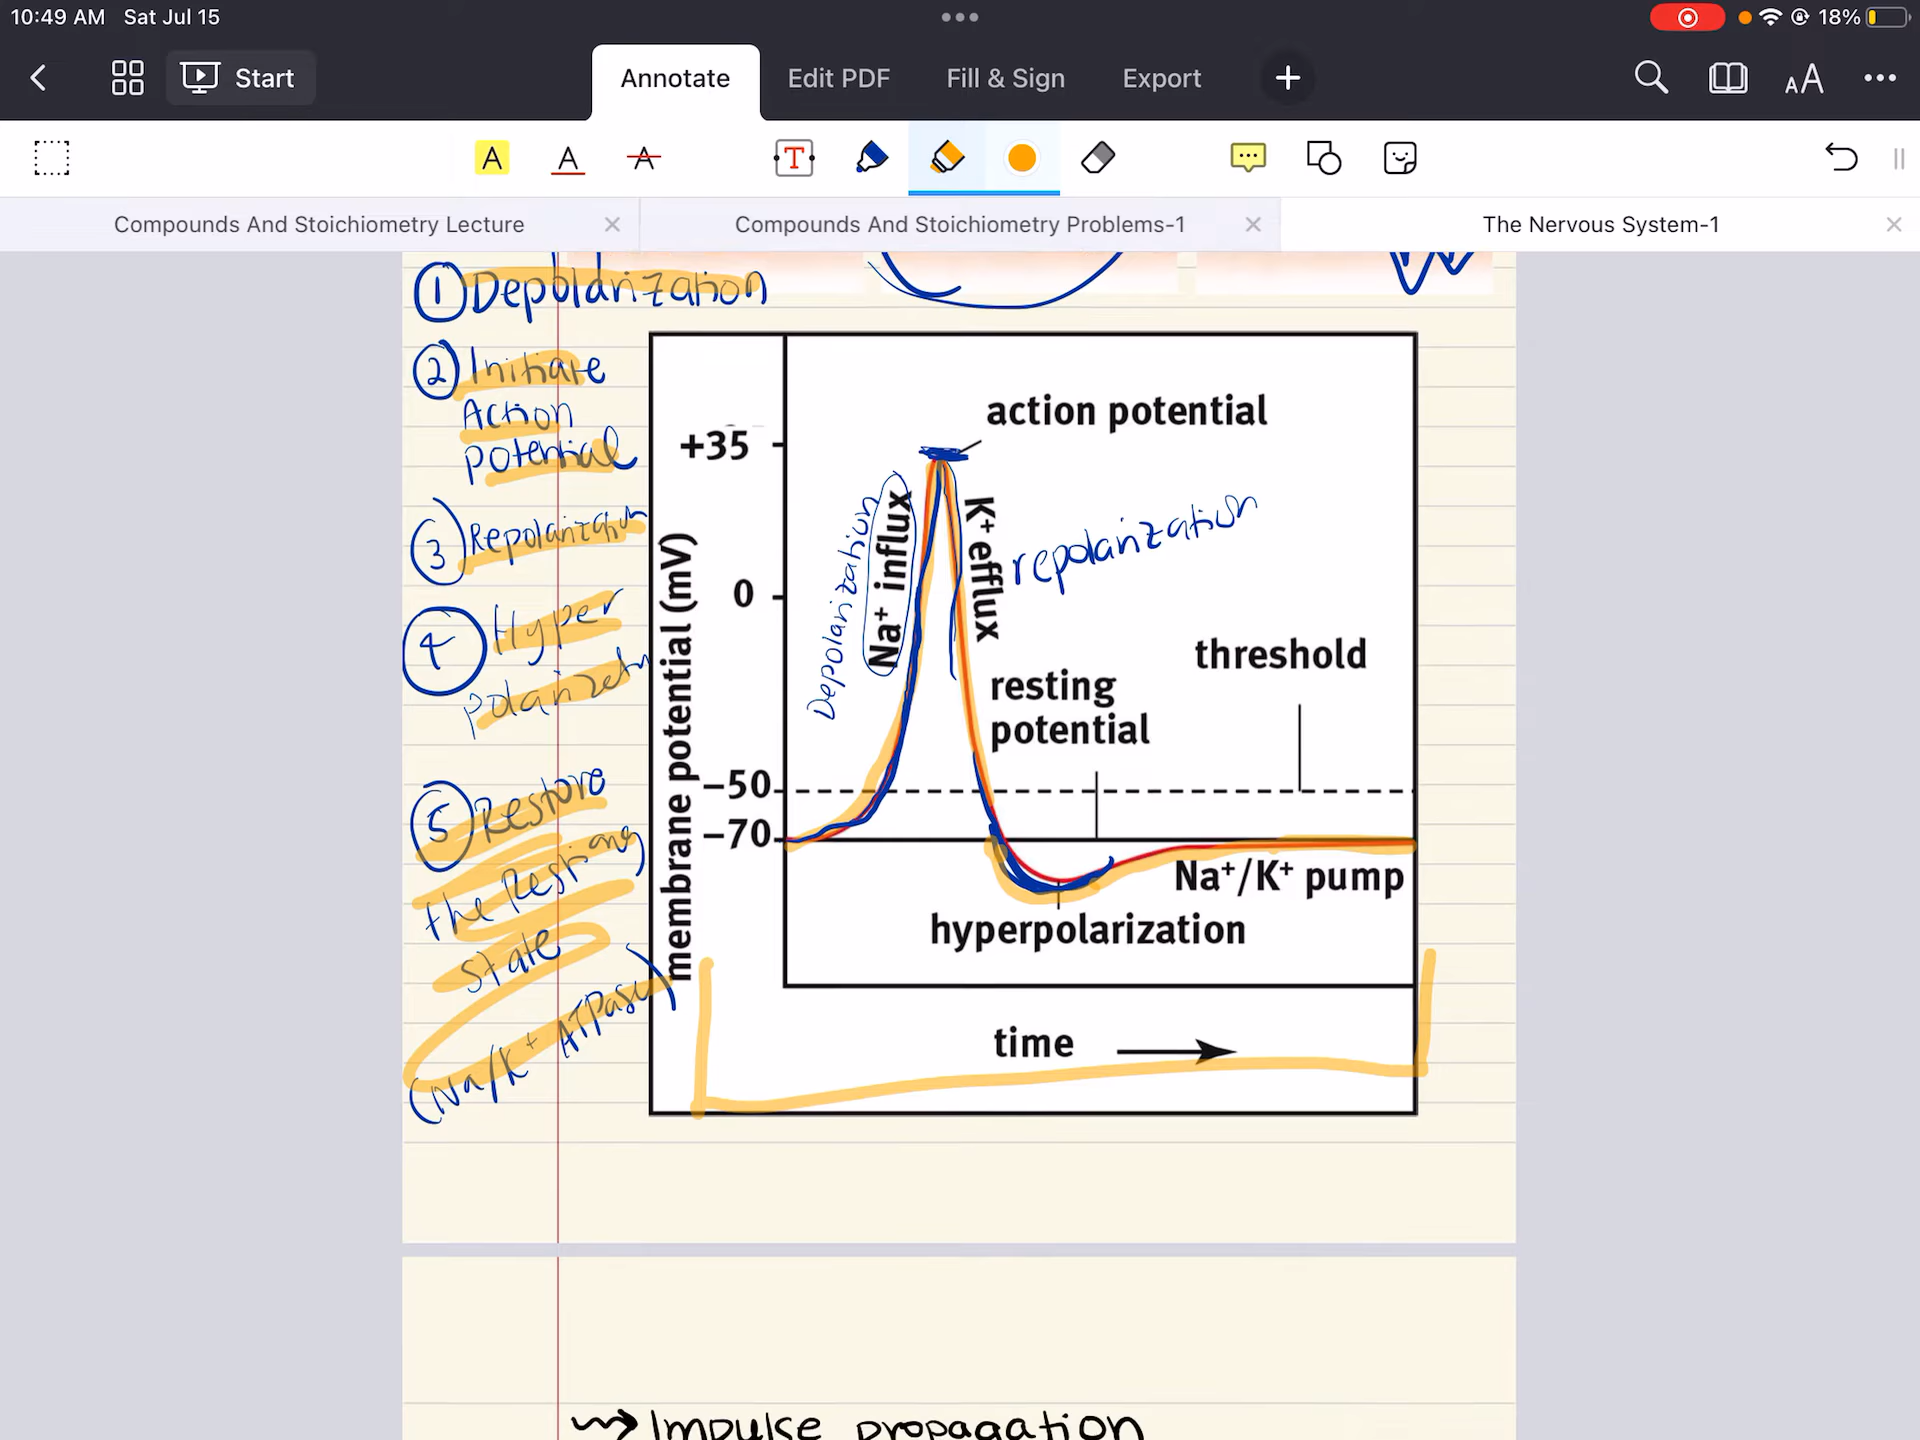 10:49 AM Sat Jul 15
18%
Start
Annotate
Edit PDF
Fill & Sign
Export
AA
A
A
A
T
Compounds And Stoichiometry Lecture
Compounds And Stoichiometry Problems-1
The Nervous System-1
① Depolarization
② Initiate
Action
potential
③ Repolarization
④ Hyper
polarizatn
⑤ Restore
the Resting
state
(Na/K+ ATPase)
membrane potential (mV)
+35
0
−50
−70
action potential
Depolarization
Na⁺ influx
K⁺ efflux
repolarization
threshold
resting
potential
Na⁺/K⁺ pump
hyperpolarization
time
Impulse propagation